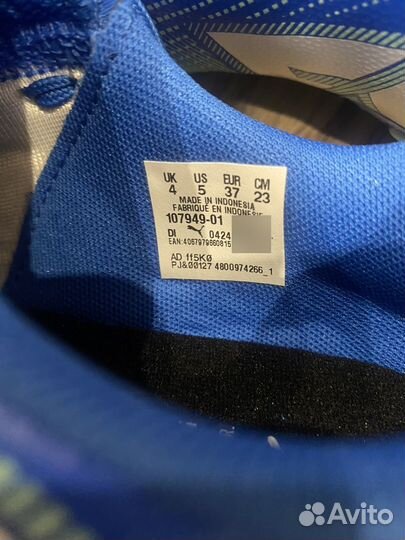 UK US EUR CM
4 5 37 23
MADE IN INDONESIA
FABRIQUÉ EN INDONESIE
107949-01
DI 0424
EAN:4067979660815
AD ff5KØ
PJ&00127 4800974266_1
Avito